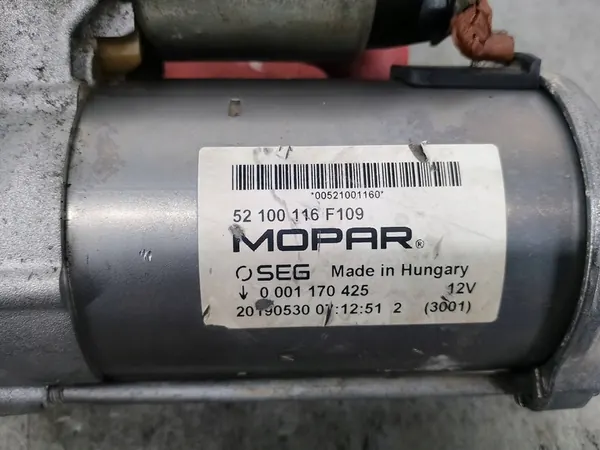 *00521001160*
52 100 116 F109
MOPAR®
SEG Made in Hungary
↓ 0 001 170 425 12V
20190530 07:12:51 2 (3001)